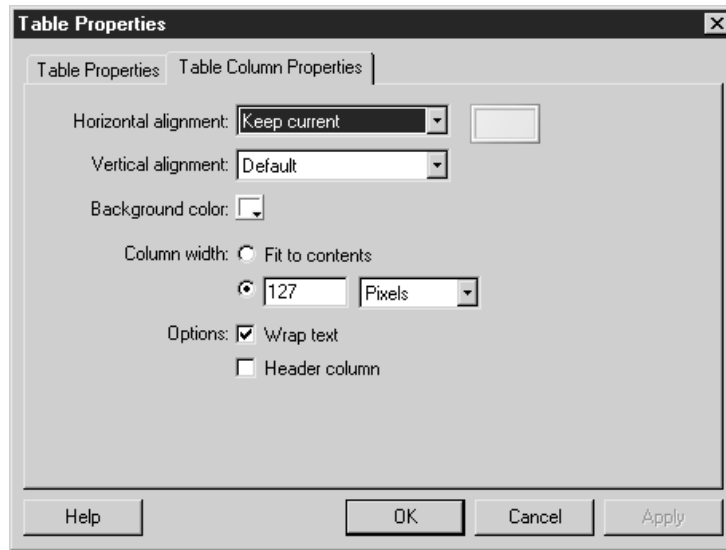 Table Properties
Table Properties Table Column Properties
Horizontal alignment: Keep current
Vertical alignment: Default
Background color:
Column width: Fit to contents
127 Pixels
Options: Wrap text
Header column
Help OK Cancel Apply